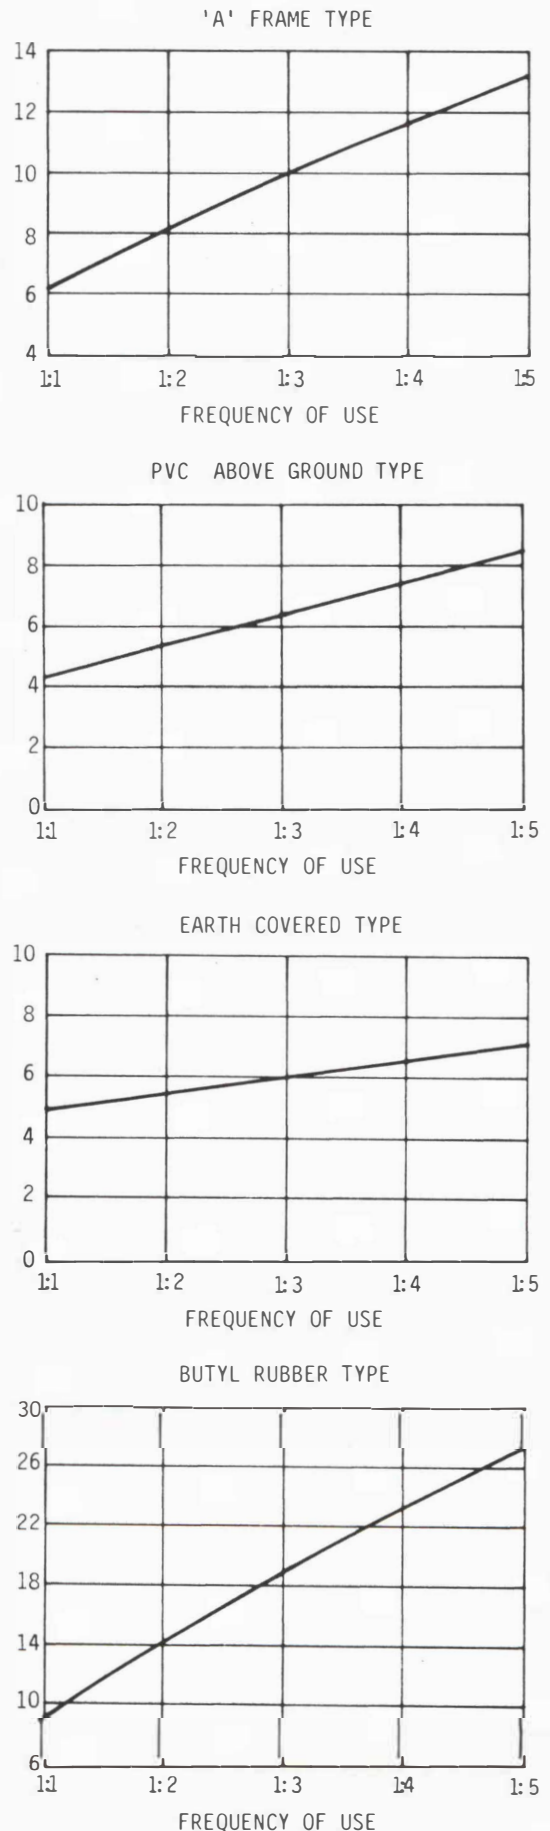 'A' FRAME TYPE
14
12
10
8
6
4
1:1 1:2 1:3 1:4 1:5
FREQUENCY OF USE
PVC ABOVE GROUND TYPE
10
8
6
4
2
0
1:1 1:2 1:3 1:4 1:5
FREQUENCY OF USE
EARTH COVERED TYPE
10
8
6
4
2
0
1:1 1:2 1:3 1:4 1:5
FREQUENCY OF USE
BUTYL RUBBER TYPE
30
26
22
18
14
10
6
1:1 1:2 1:3 1:4 1:5
FREQUENCY OF USE